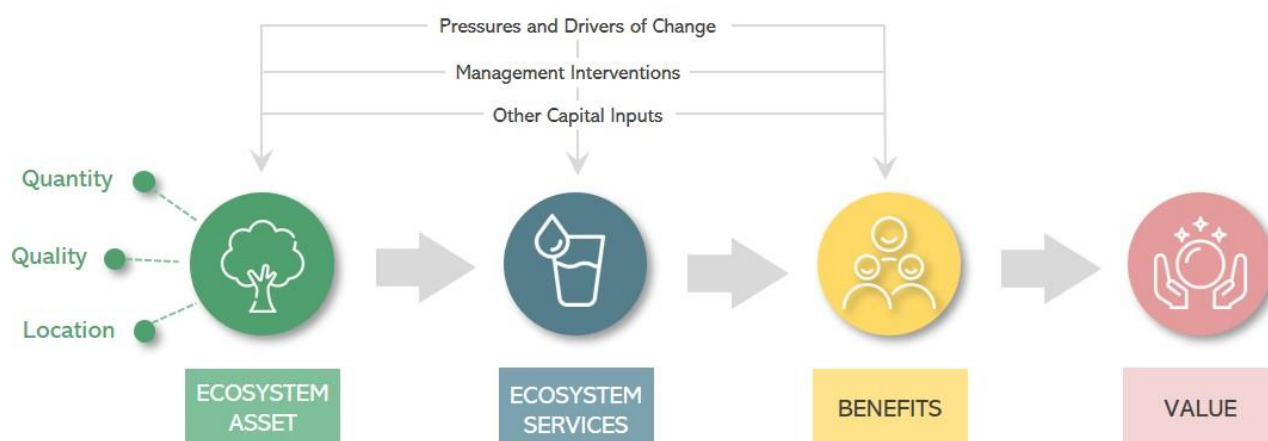 Pressures and Drivers of Change
Management Interventions
Other Capital Inputs
Quantity
Quality
Location
ECOSYSTEM
ASSET
ECOSYSTEM
SERVICES
BENEFITS
VALUE